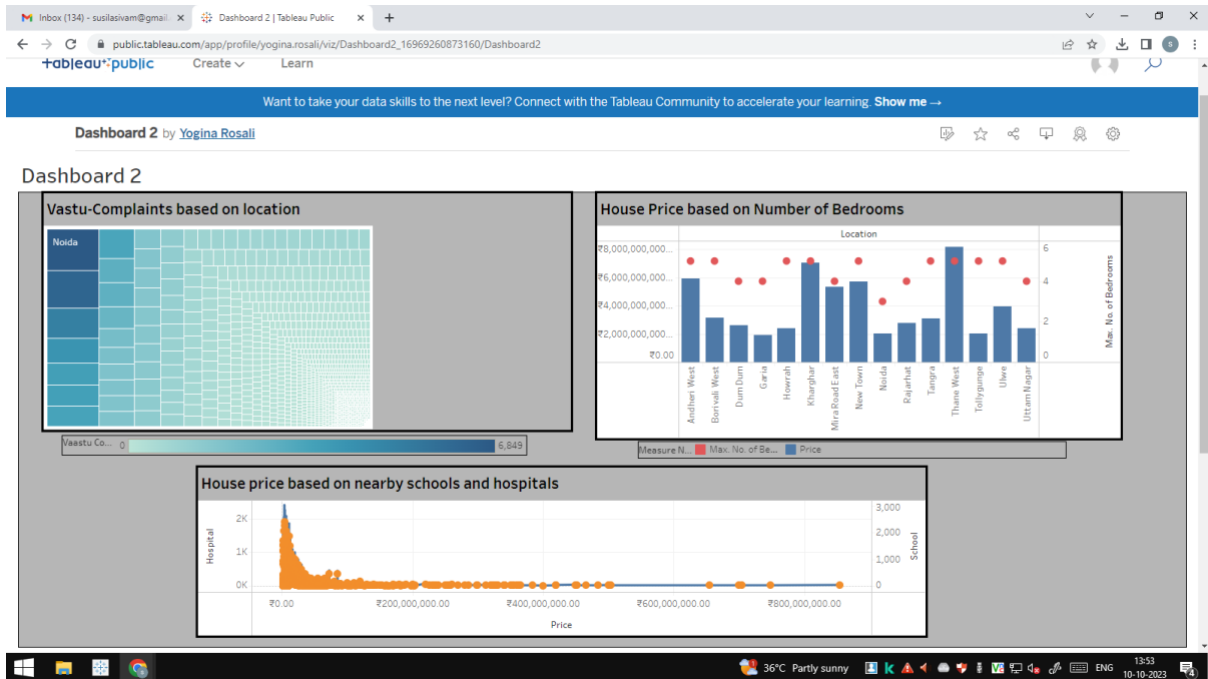 Inbox (134) - susilasivam@gmail.
Dashboard 2 | Tableau Public
public.tableau.com/app/profile/yogina.rosali/viz/Dashboard2_16969260873160/Dashboard2
s
+ableau:public
Create
Learn
Want to take your data skills to the next level? Connect with the Tableau Community to accelerate your learning. Show me →
Dashboard 2 by Yogina Rosali
Dashboard 2
Vastu-Complaints based on location
Noida
Vaastu Co... 0
6,849
House Price based on Number of Bedrooms
Location
₹8,000,000,000...
₹6,000,000,000...
₹4,000,000,000...
₹2,000,000,000...
₹0.00
6
4
2
0
Max. No. of Bedrooms
Andheri West
Borivali West
Dum Dum
Garia
Howrah
Kharghar
Mira Road East
New Town
Noida
Rajarhat
Tangra
Thane West
Tollygunge
Ulwe
Uttam Nagar
Measure N...
Max. No. of Be...
Price
House price based on nearby schools and hospitals
Hospital
2K
1K
0K
3,000
2,000
1,000
0
School
₹0.00
₹200,000,000.00
₹400,000,000.00
₹600,000,000.00
₹800,000,000.00
Price
36°C Partly sunny
ENG
13:53
10-10-2023
4